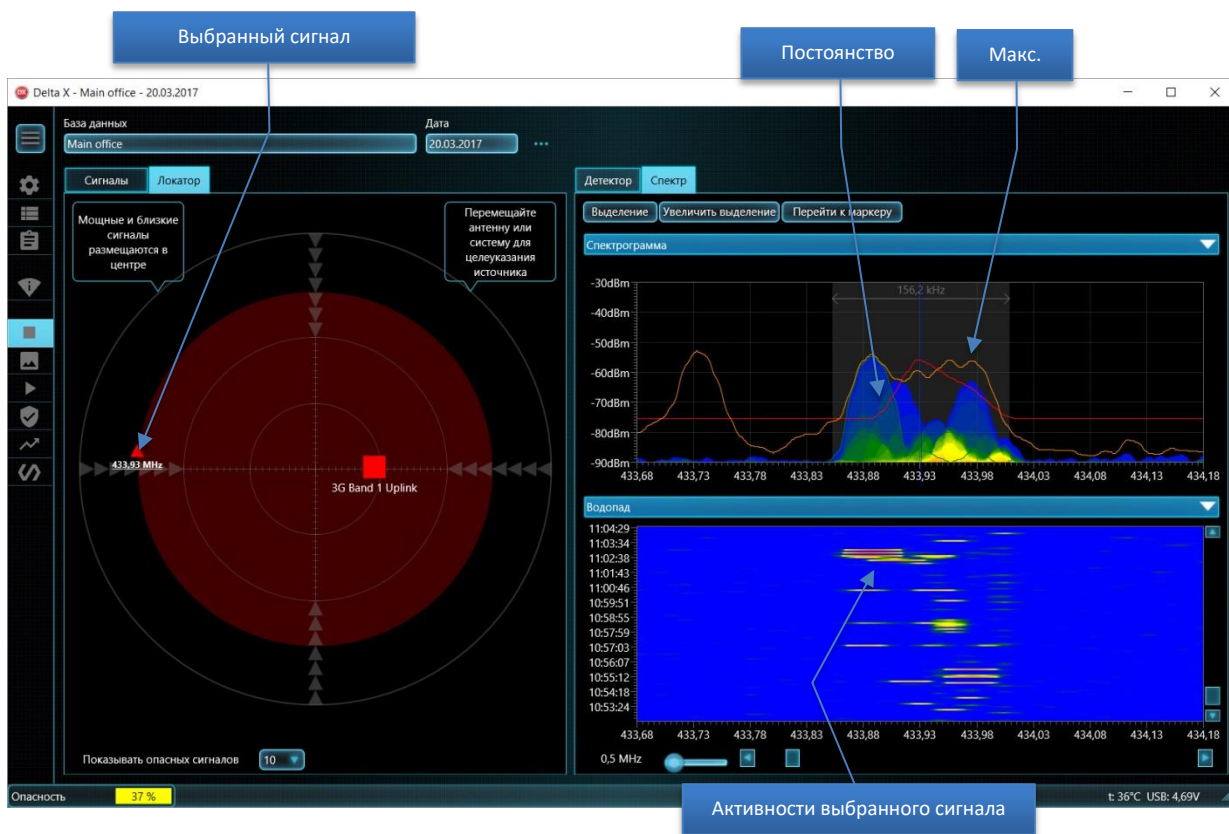 Выбранный сигнал
Постоянство
Макс.
Delta X - Main office - 20.03.2017
База данных
Дата
Main office
20.03.2017
Сигналы
Локатор
Детектор
Спектр
Мощные и близкие
сигналы
размещаются в
центре
Перемещайте
антенну или
систему для
целеуказания
источника
433,93 MHz
3G Band 1 Uplink
Показывать опасных сигналов
10
Выделение
Увеличить выделение
Перейти к маркеру
Спектрограмма
156,2 kHz
-30dBm
-40dBm
-50dBm
-60dBm
-70dBm
-80dBm
-90dBm
433,68 433,73 433,78 433,83 433,88 433,93 433,98 434,03 434,08 434,13 434,18
Водопад
11:04:29
11:03:34
11:02:38
11:01:43
11:00:46
10:59:51
10:58:55
10:57:59
10:57:03
10:56:07
10:55:12
10:54:18
10:53:24
433,68 433,73 433,78 433,83 433,88 433,93 433,98 434,03 434,08 434,13 434,18
0,5 MHz
Активности выбранного сигнала
Опасность
37 %
t: 36°C USB: 4,69V